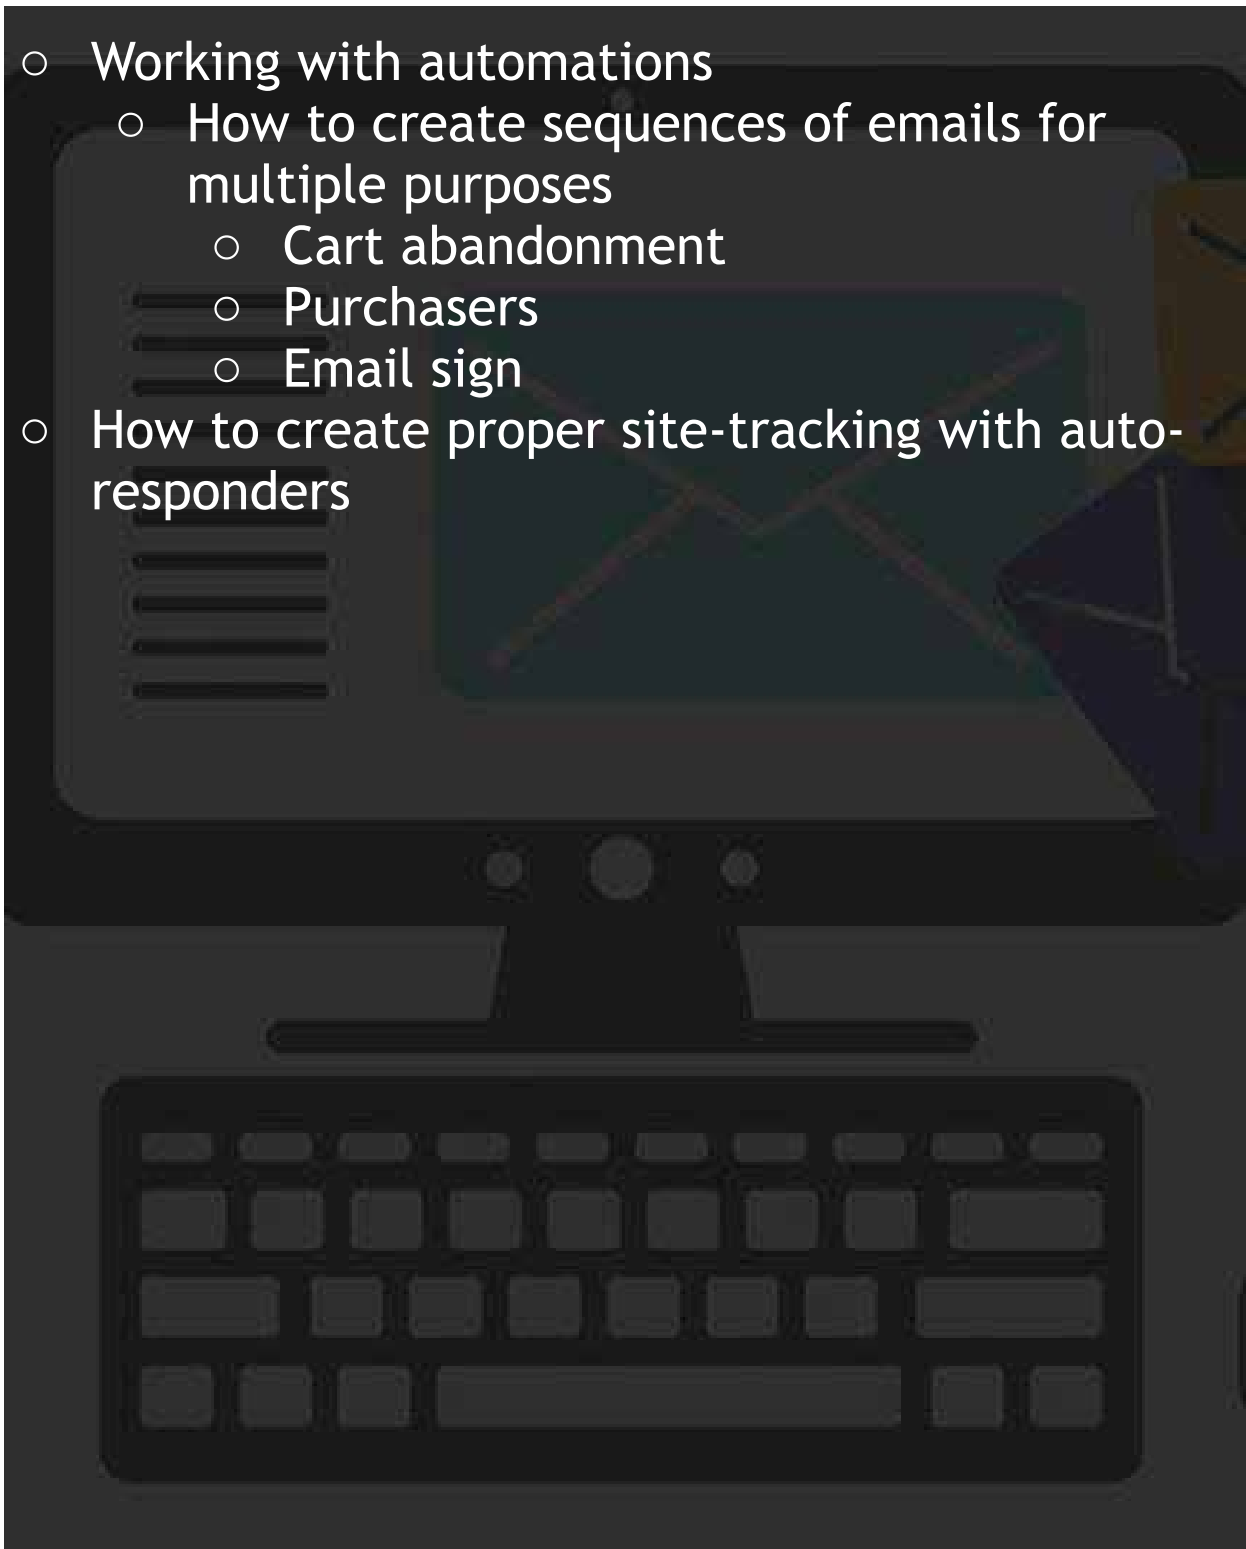 ○ Working with automations
○ How to create sequences of emails for
multiple purposes
○ Cart abandonment
○ Purchasers
○ Email sign
○ How to create proper site-tracking with auto-
responders